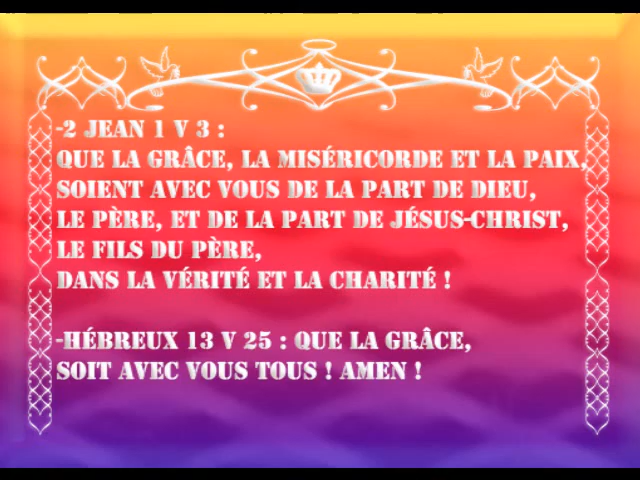 -2 JEAN 1 V 3 :
QUE LA GRÂCE, LA MISÉRICORDE ET LA PAIX,
SOIENT AVEC VOUS DE LA PART DE DIEU,
LE PÈRE, ET DE LA PART DE JÉSUS-CHRIST,
LE FILS DU PÈRE,
DANS LA VÉRITÉ ET LA CHARITÉ !
-HÉBREUX 13 V 25 : QUE LA GRÂCE,
SOIT AVEC VOUS TOUS ! AMEN !